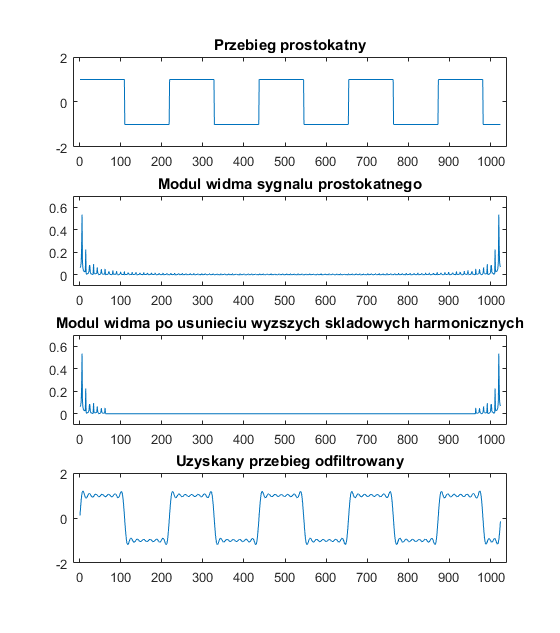 Przebieg prostokatny
2
0
-2
0 100 200 300 400 500 600 700 800 900 1000
Modul widma sygnalu prostokatnego
0.6
0.4
0.2
0
0 100 200 300 400 500 600 700 800 900 1000
Modul widma po usunieciu wyzszych skladowych harmonicznych
0.6
0.4
0.2
0
0 100 200 300 400 500 600 700 800 900 1000
Uzyskany przebieg odfiltrowany
2
0
-2
0 100 200 300 400 500 600 700 800 900 1000